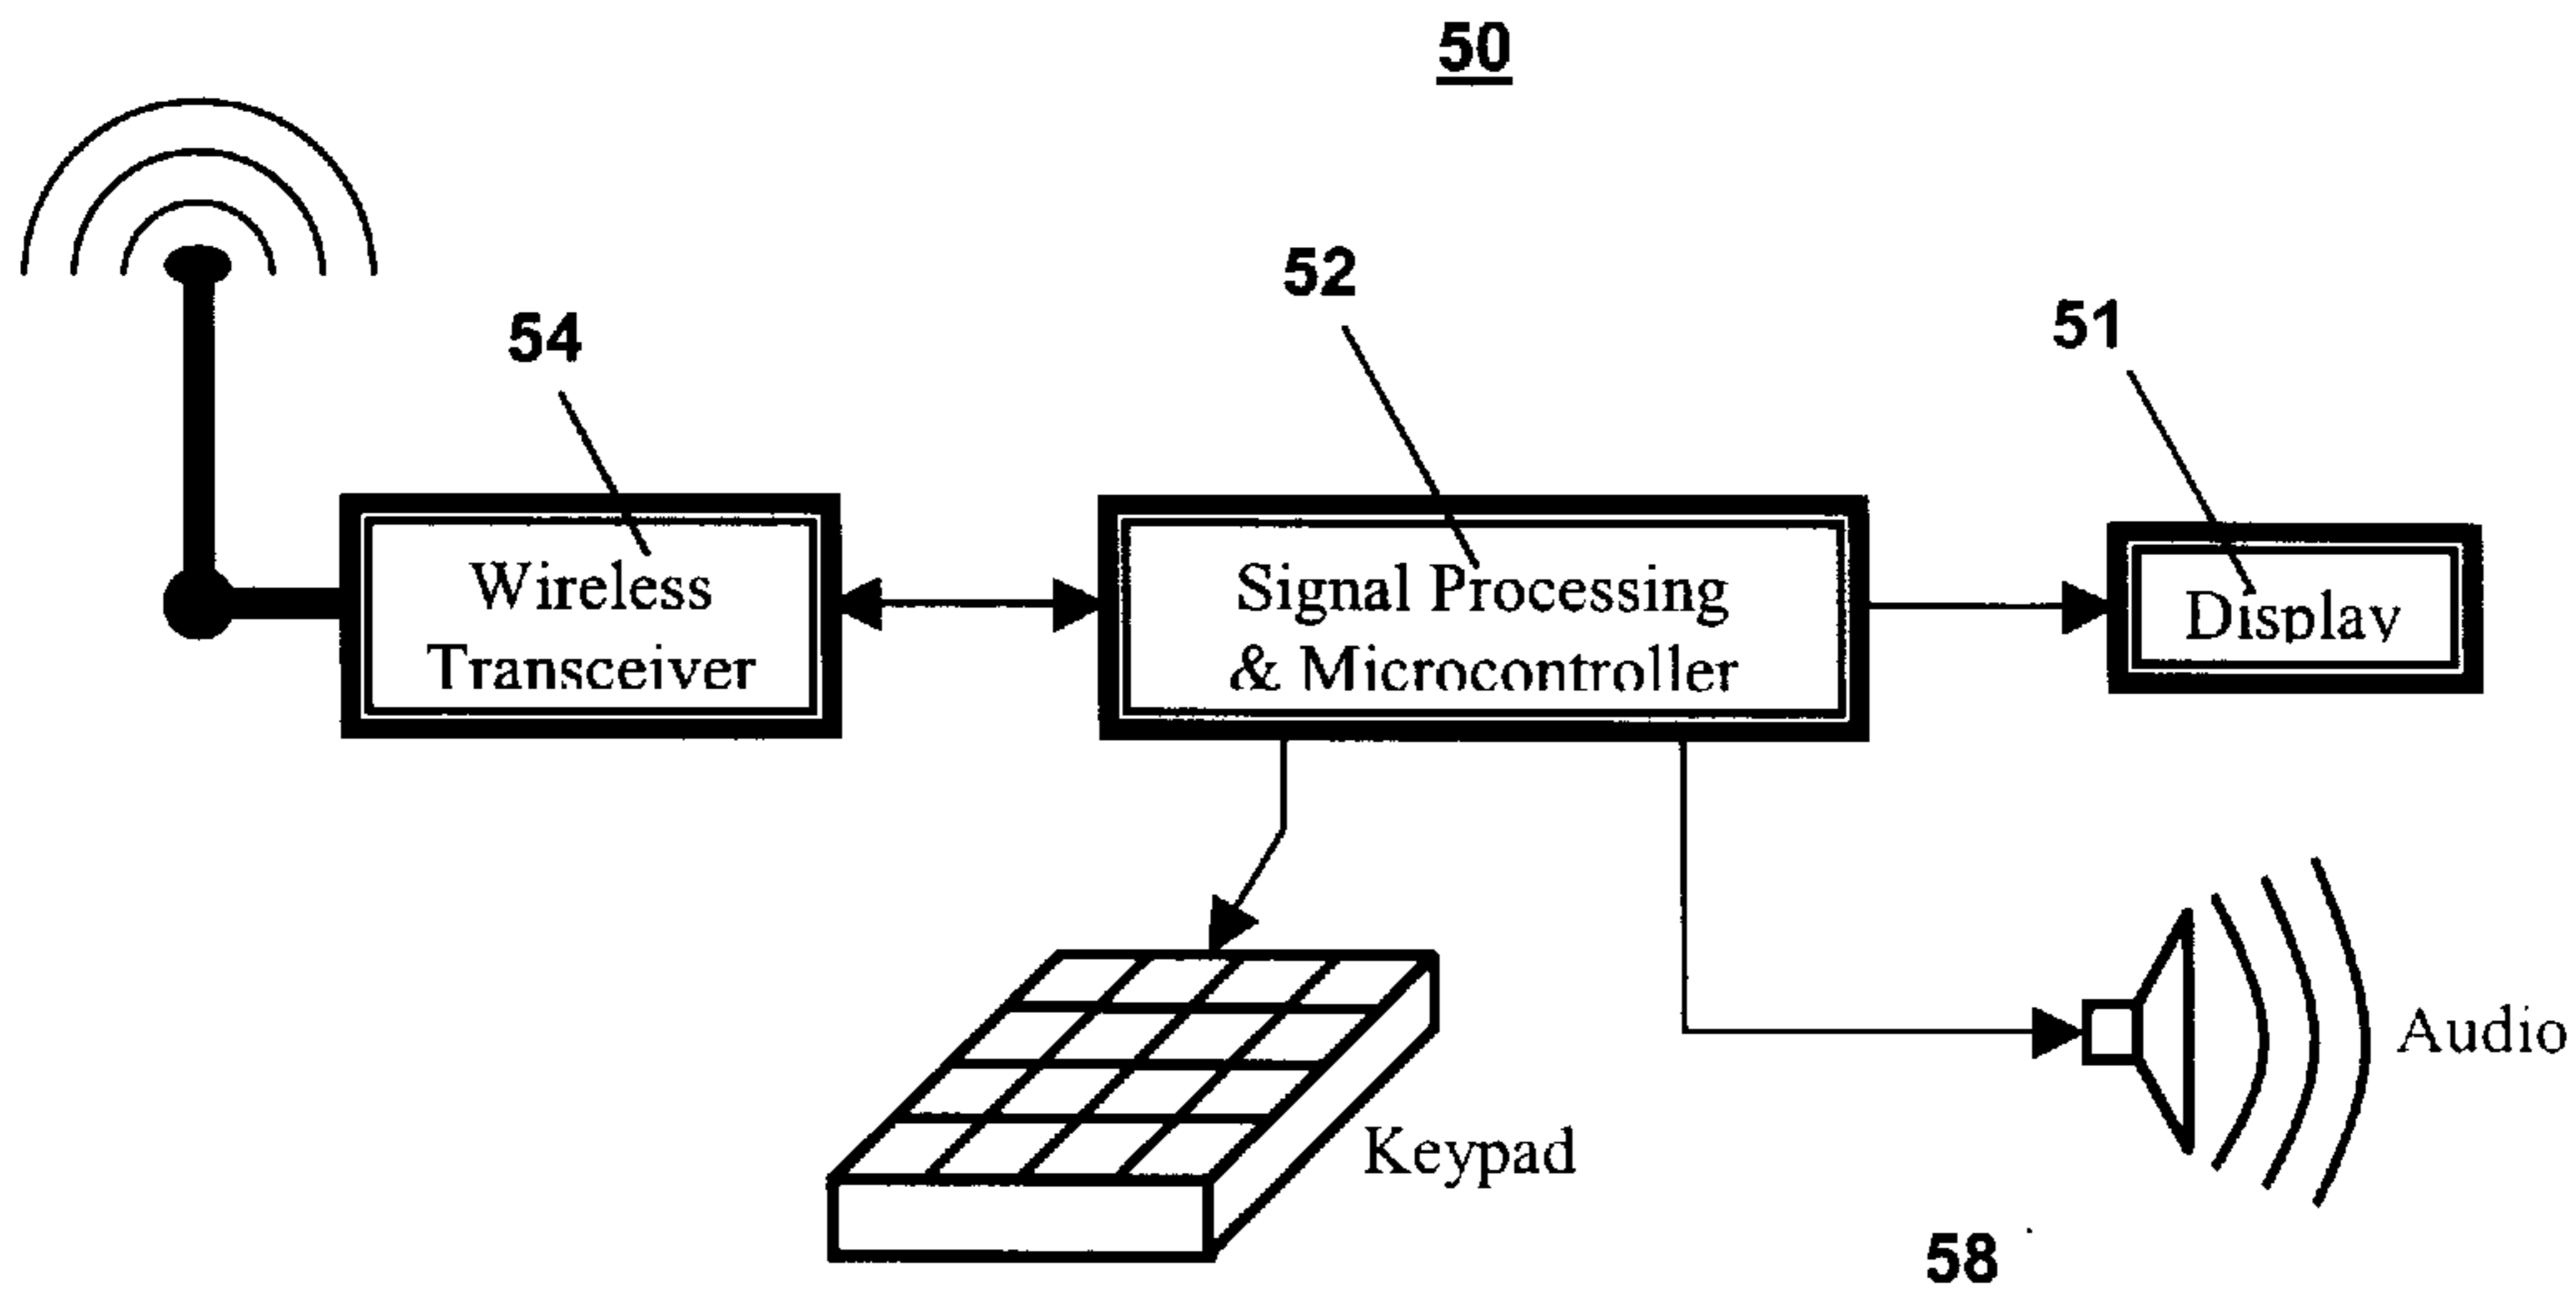 50
52
51
54
Wireless
Transceiver
Signal Processing
& Microcontroller
Display
Audio
Keypad
58